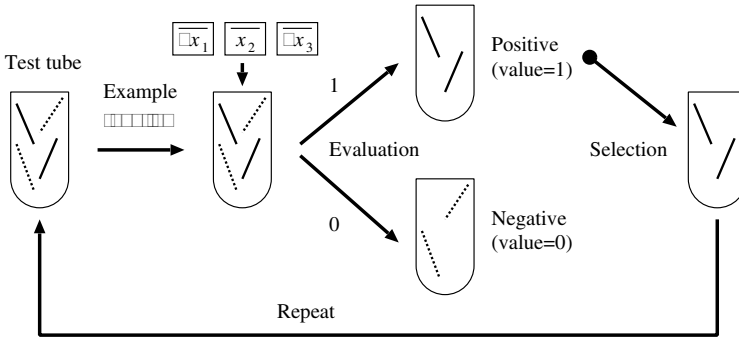 □x₁ x₂ □x₃
Test tube
Example
□□□□□□□
1
Positive
(value=1)
Evaluation
Selection
0
Negative
(value=0)
Repeat